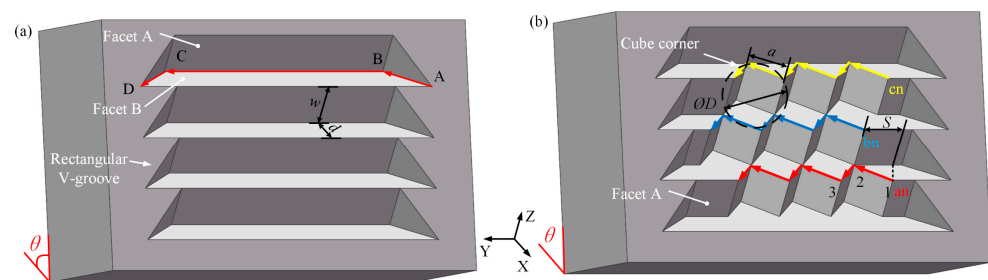 (a)
Facet A
C
B
D
A
Facet B
w
d
Rectangular
V-groove
θ
Z
Y
X
(b)
Cube corner
a
ØD
cn
bn
S
3
2
1
an
Facet A
θ